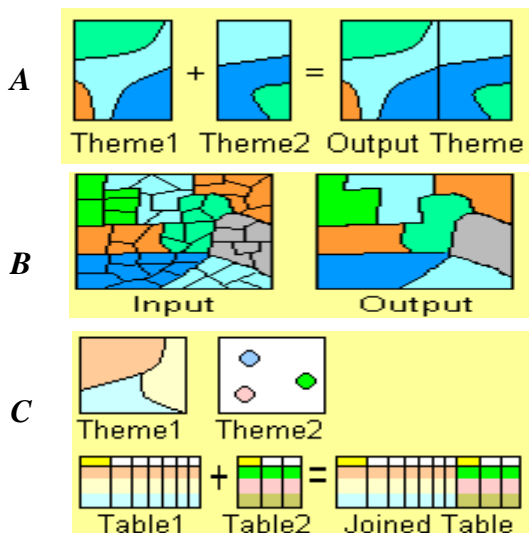 A + =
Theme1 Theme2 Output Theme
B
Input Output
C
Theme1 Theme2
+ =
Table1 Table2 Joined Table